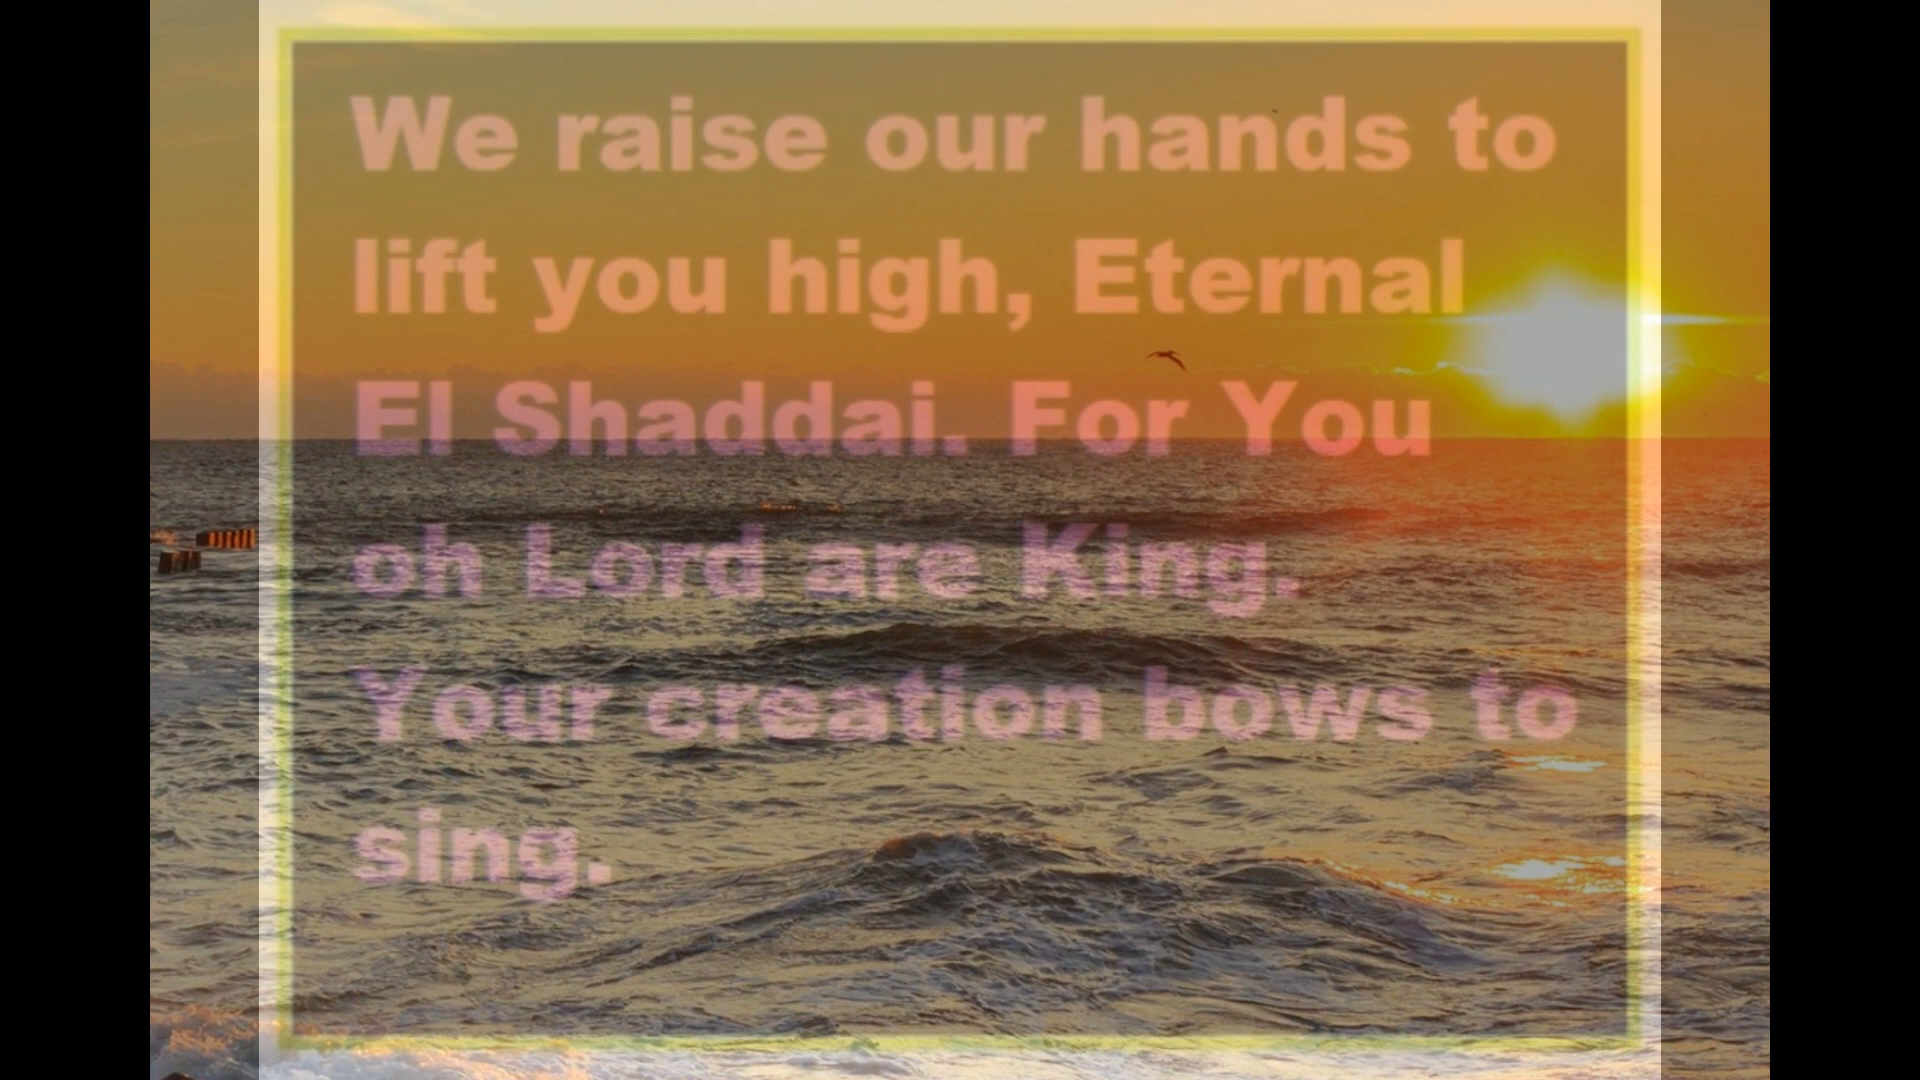 We raise our hands to
lift you high, Eternal
El Shaddai. For You
oh Lord are King.
Your creation bows to
sing.